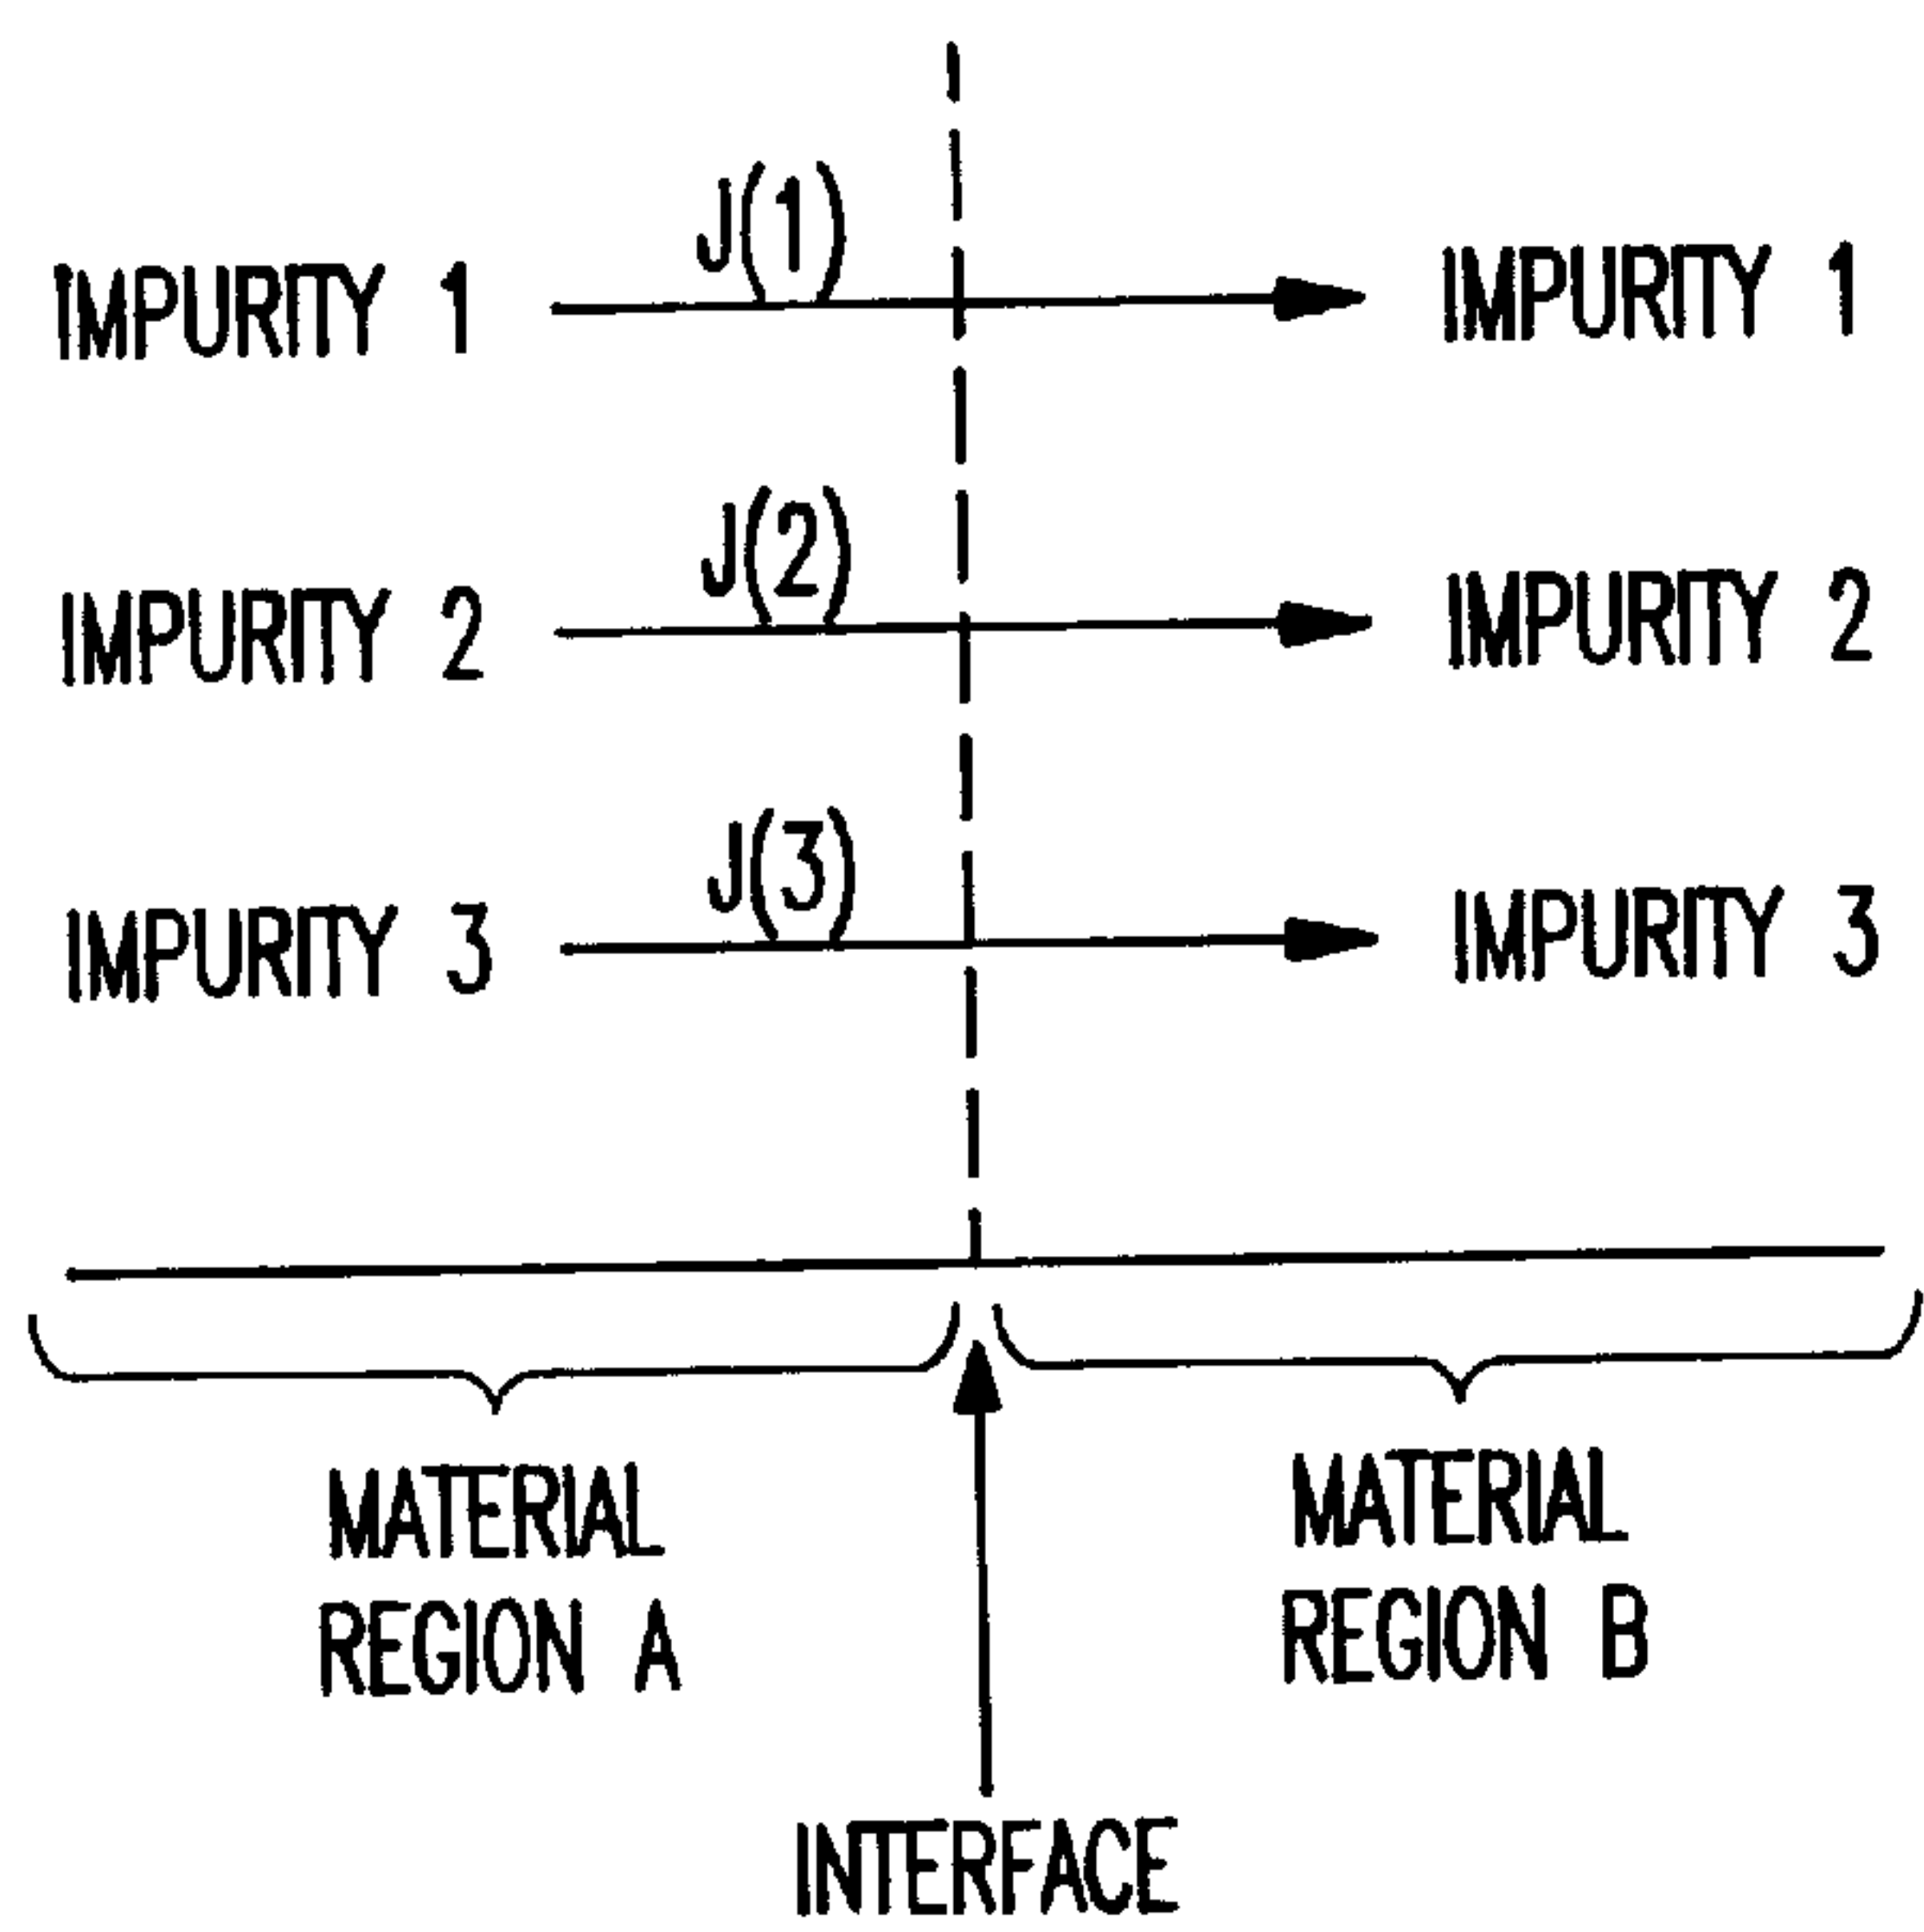 J(1)
IMPURITY 1 IMPURITY 1
J(2)
IMPURITY 2 IMPURITY 2
J(3)
IMPURITY 3 IMPURITY 3
MATERIAL
REGION A
MATERIAL
REGION B
INTERFACE